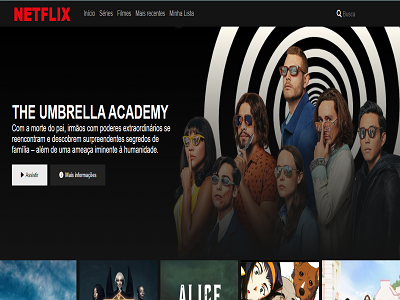 NETFLIX
Início Séries Filmes Mais recentes Minha Lista
Busca
THE UMBRELLA ACADEMY
Com a morte do pai, irmãos com poderes extraordinários se
reencontram e descobrem surpreendentes segredos de
família – além de uma ameaça iminente à humanidade.
Assistir
Mais informações
ALICE